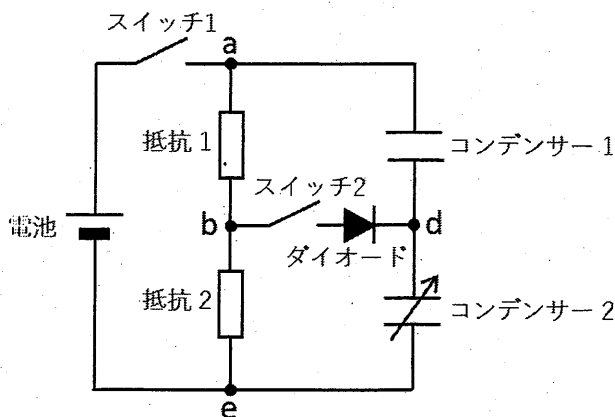 スイッチ1
a
抵抗1
コンデンサー1
スイッチ2
電池
b
d
ダイオード
抵抗2
コンデンサー2
e